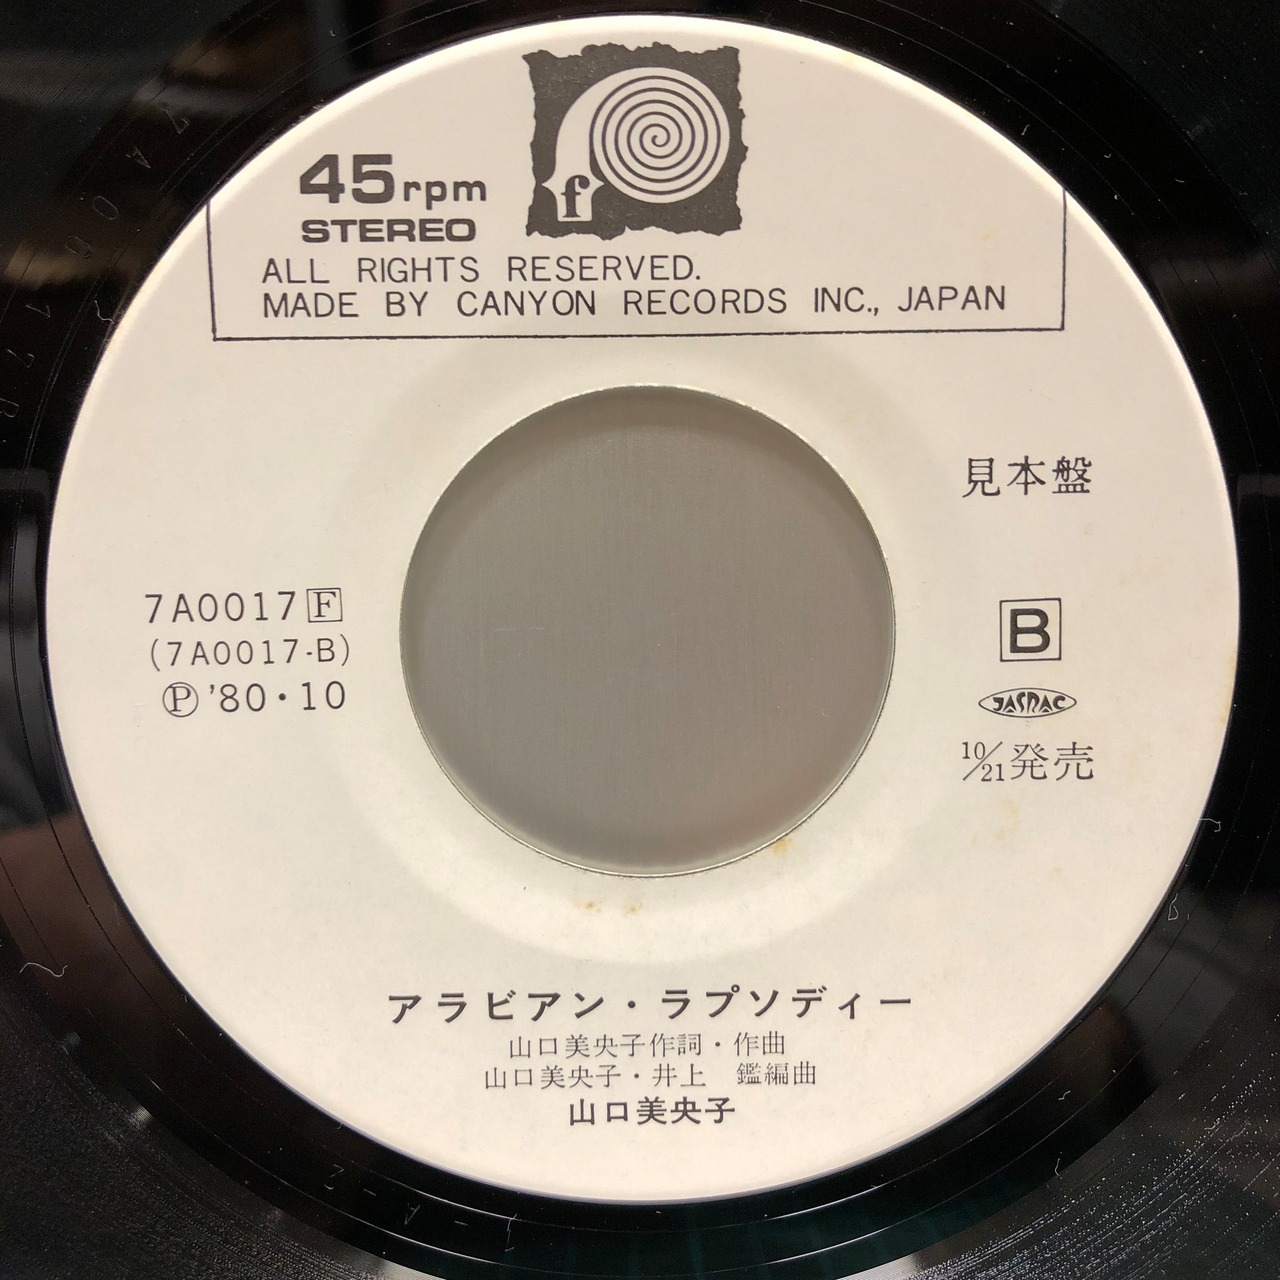 f
45rpm
STEREO
ALL RIGHTS RESERVED.
MADE BY CANYON RECORDS INC., JAPAN
見本盤
7A0017 F
(7A0017-B)
Ⓟ '80・10
B
JASRAC
10/21発売
アラビアン・ラプソディー
山口美央子作詞・作曲
山口美央子・井上 鑑編曲
山口美央子